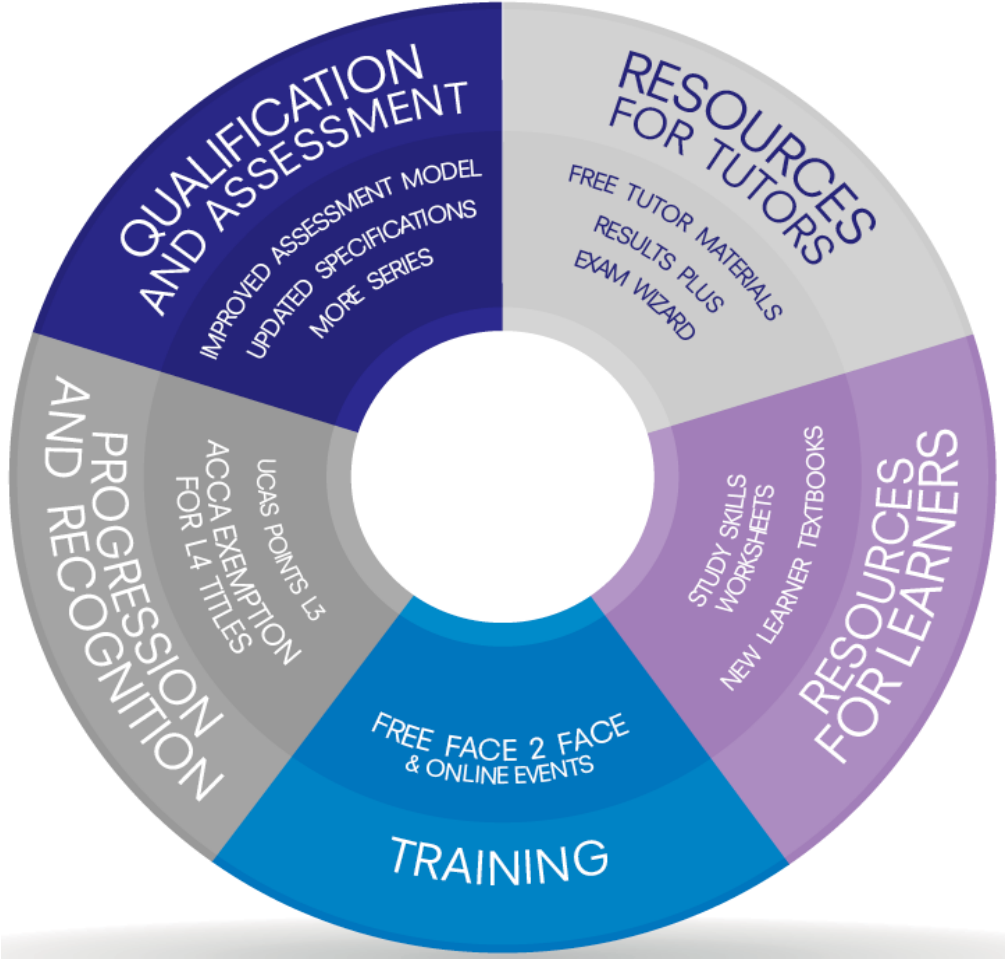 QUALIFICATION
AND ASSESSMENT
IMPROVED ASSESSMENT MODEL
UPDATED SPECIFICATIONS
MORE SERIES
RESOURCES
FOR TUTORS
FREE TUTOR MATERIALS
RESULTS PLUS
EXAM WIZARD
RESOURCES
FOR LEARNERS
STUDY SKILLS
WORKSHEETS
NEW LEARNER TEXTBOOKS
FREE FACE 2 FACE
& ONLINE EVENTS
TRAINING
PROGRESSION
AND RECOGNITION
UCAS POINTS L3
ACCA EXEMPTION
FOR L4 TITLES